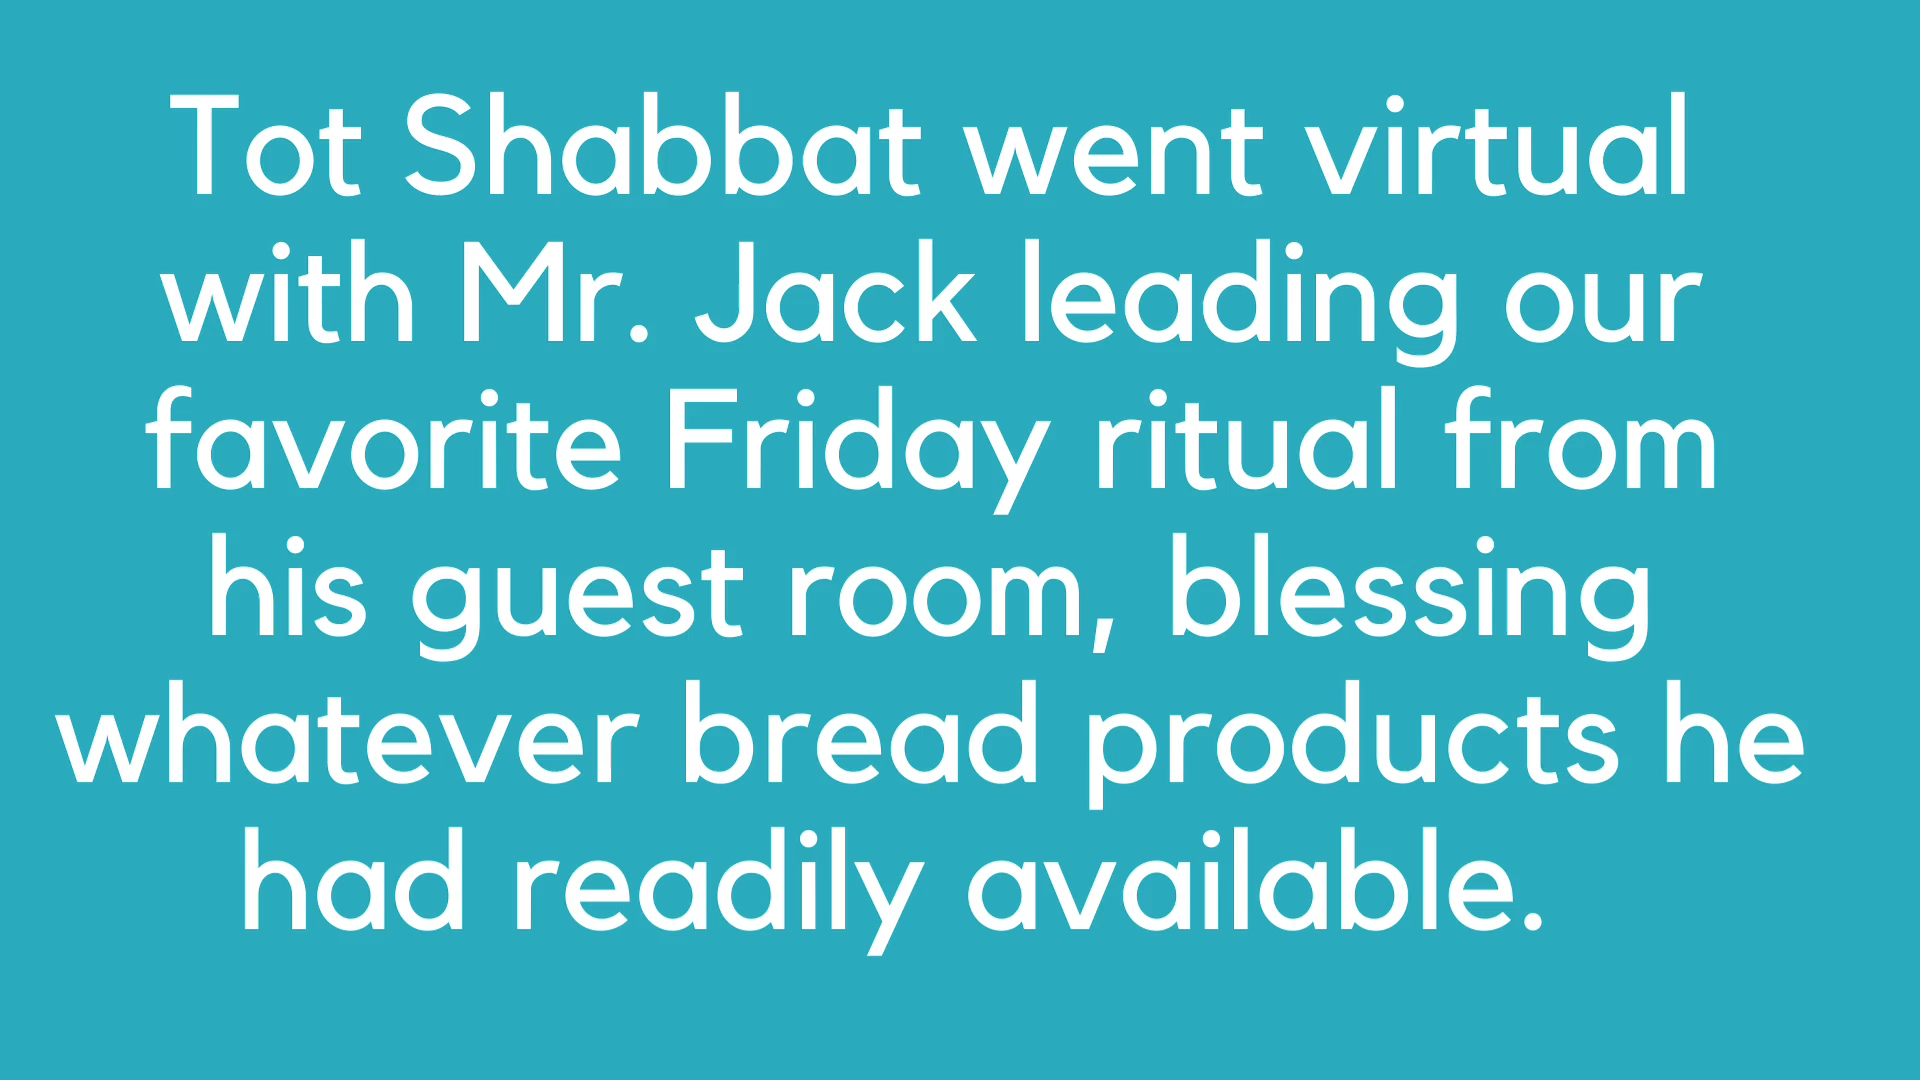 Tot Shabbat went virtual
with Mr. Jack leading our
favorite Friday ritual from
his guest room, blessing
whatever bread products he
had readily available.